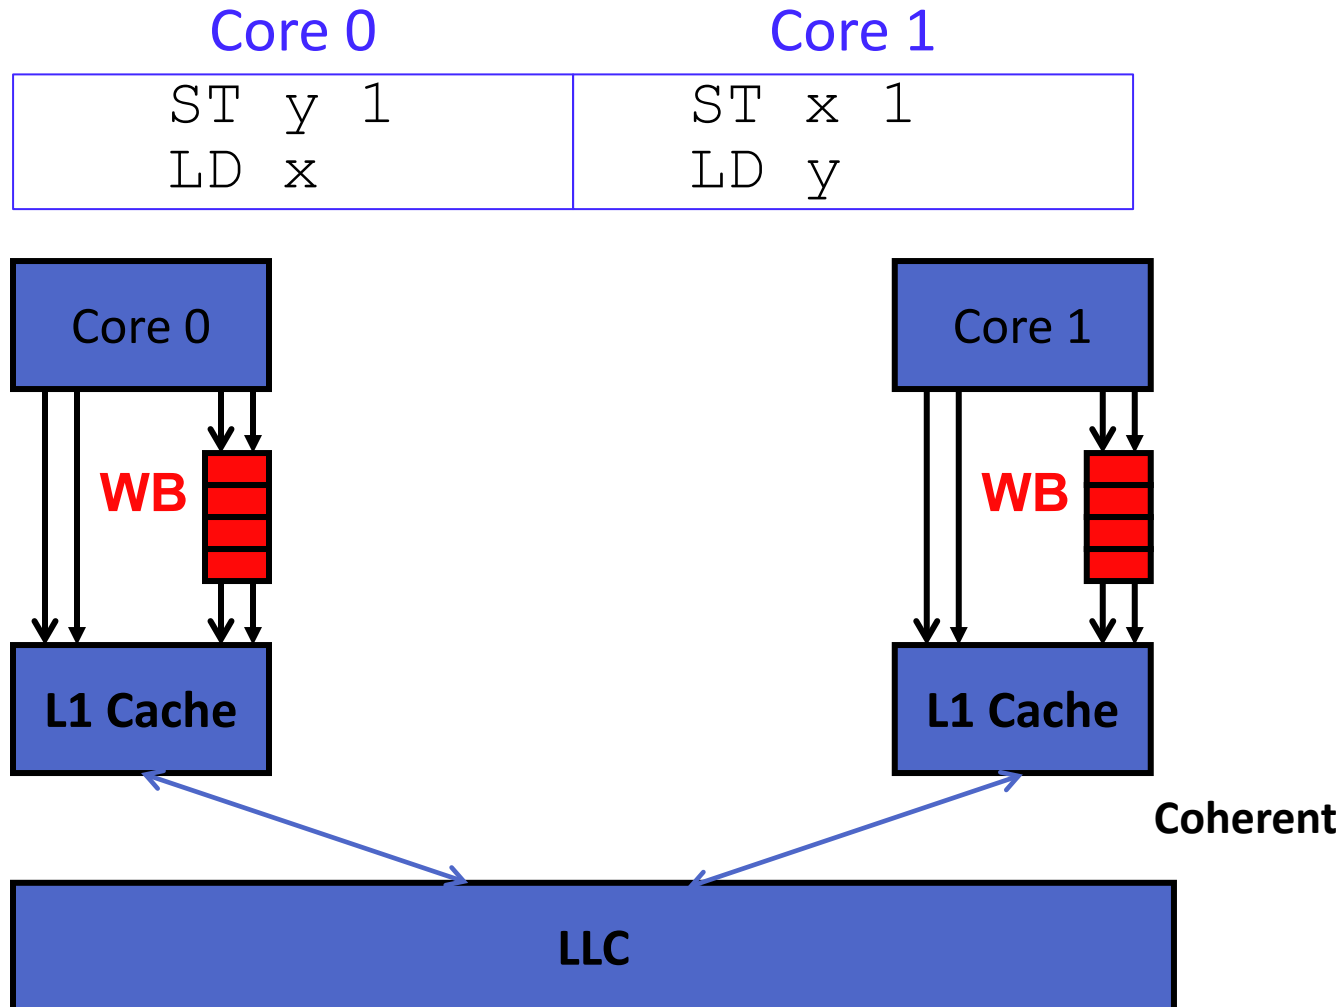 Core 0 Core 1
ST y 1 ST x 1
LD x LD y
Core 0 Core 1
WB WB
L1 Cache L1 Cache
Coherent
LLC